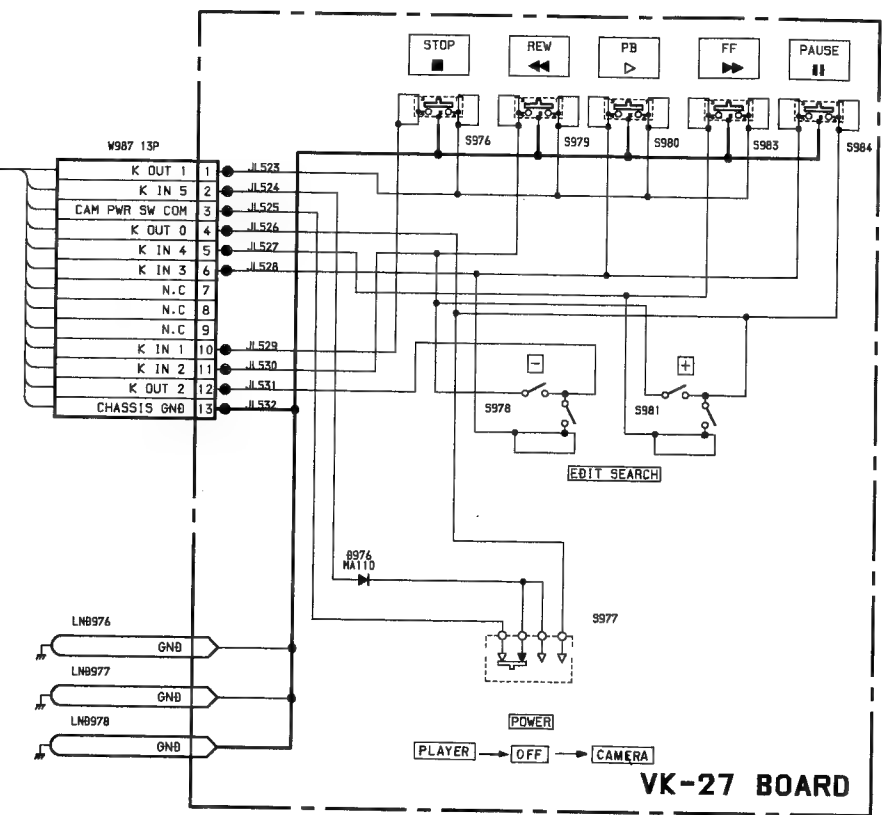 STOP
REW
PB
FF
PAUSE
S976
S979
S980
S983
S984
W987 13P
K OUT 1 1 JL523
K IN 5 2 JL524
CAM PWR SW COM 3 JL525
K OUT 0 4 JL526
K IN 4 5 JL527
K IN 3 6 JL528
N.C 7
N.C 8
N.C 9
K IN 1 10 JL529
K IN 2 11 JL530
K OUT 2 12 JL531
CHASSIS GND 13 JL532
-
+
S978
S981
EDIT SEARCH
D976
MA110
S977
LND976
GND
LND977
GND
LND978
GND
POWER
PLAYER OFF CAMERA
VK-27 BOARD